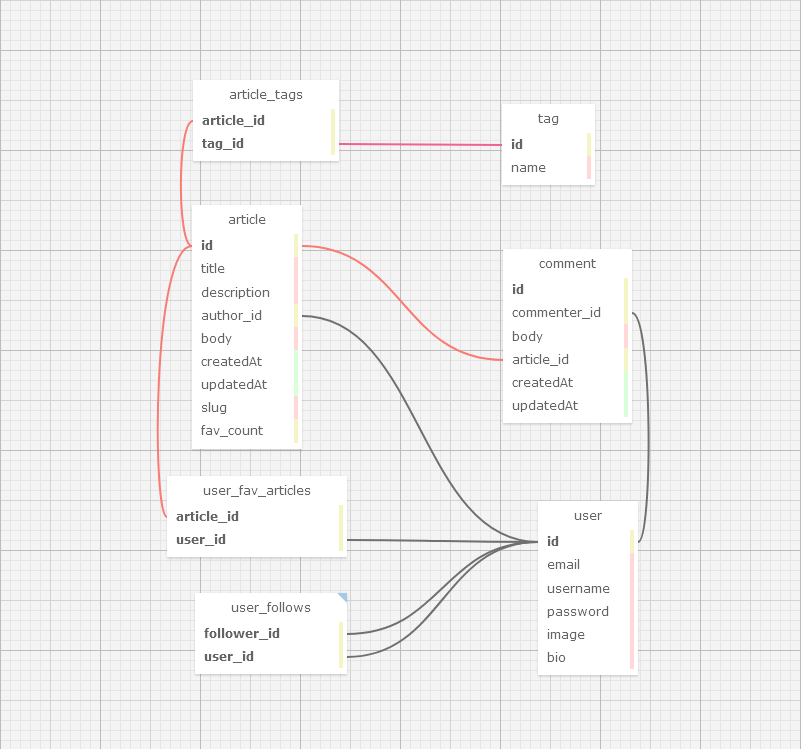 article_tags
article_id
tag_id
tag
id
name
article
id
title
description
author_id
body
createdAt
updatedAt
slug
fav_count
comment
id
commenter_id
body
article_id
createdAt
updatedAt
user_fav_articles
article_id
user_id
user
id
email
username
password
image
bio
user_follows
follower_id
user_id